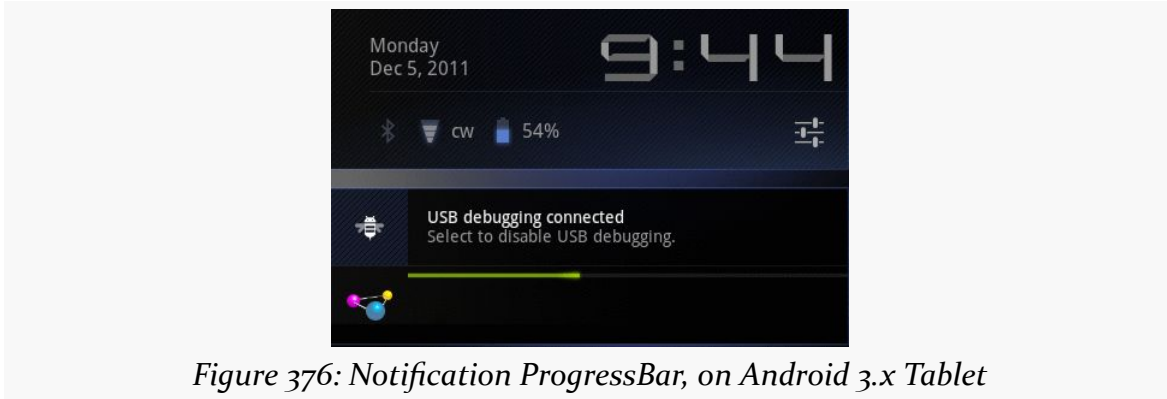 Monday
Dec 5, 2011
9:44
cw
54%
USB debugging connected
Select to disable USB debugging.
Figure 376: Notification ProgressBar, on Android 3.x Tablet